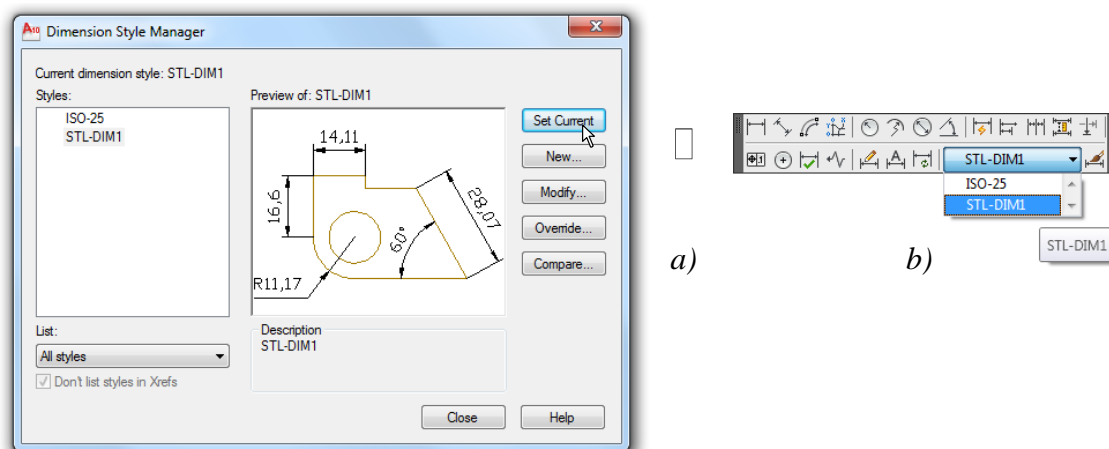 A10 Dimension Style Manager
Current dimension style: STL-DIM1
Styles:
ISO-25
STL-DIM1
Preview of: STL-DIM1
14,11
16,6
28,07
60°
R11,17
Set Current
New...
Modify...
Override...
Compare...
List:
All styles
Don't list styles in Xrefs
Description
STL-DIM1
Close
Help
a)
STL-DIM1
ISO-25
STL-DIM1
STL-DIM1
b)